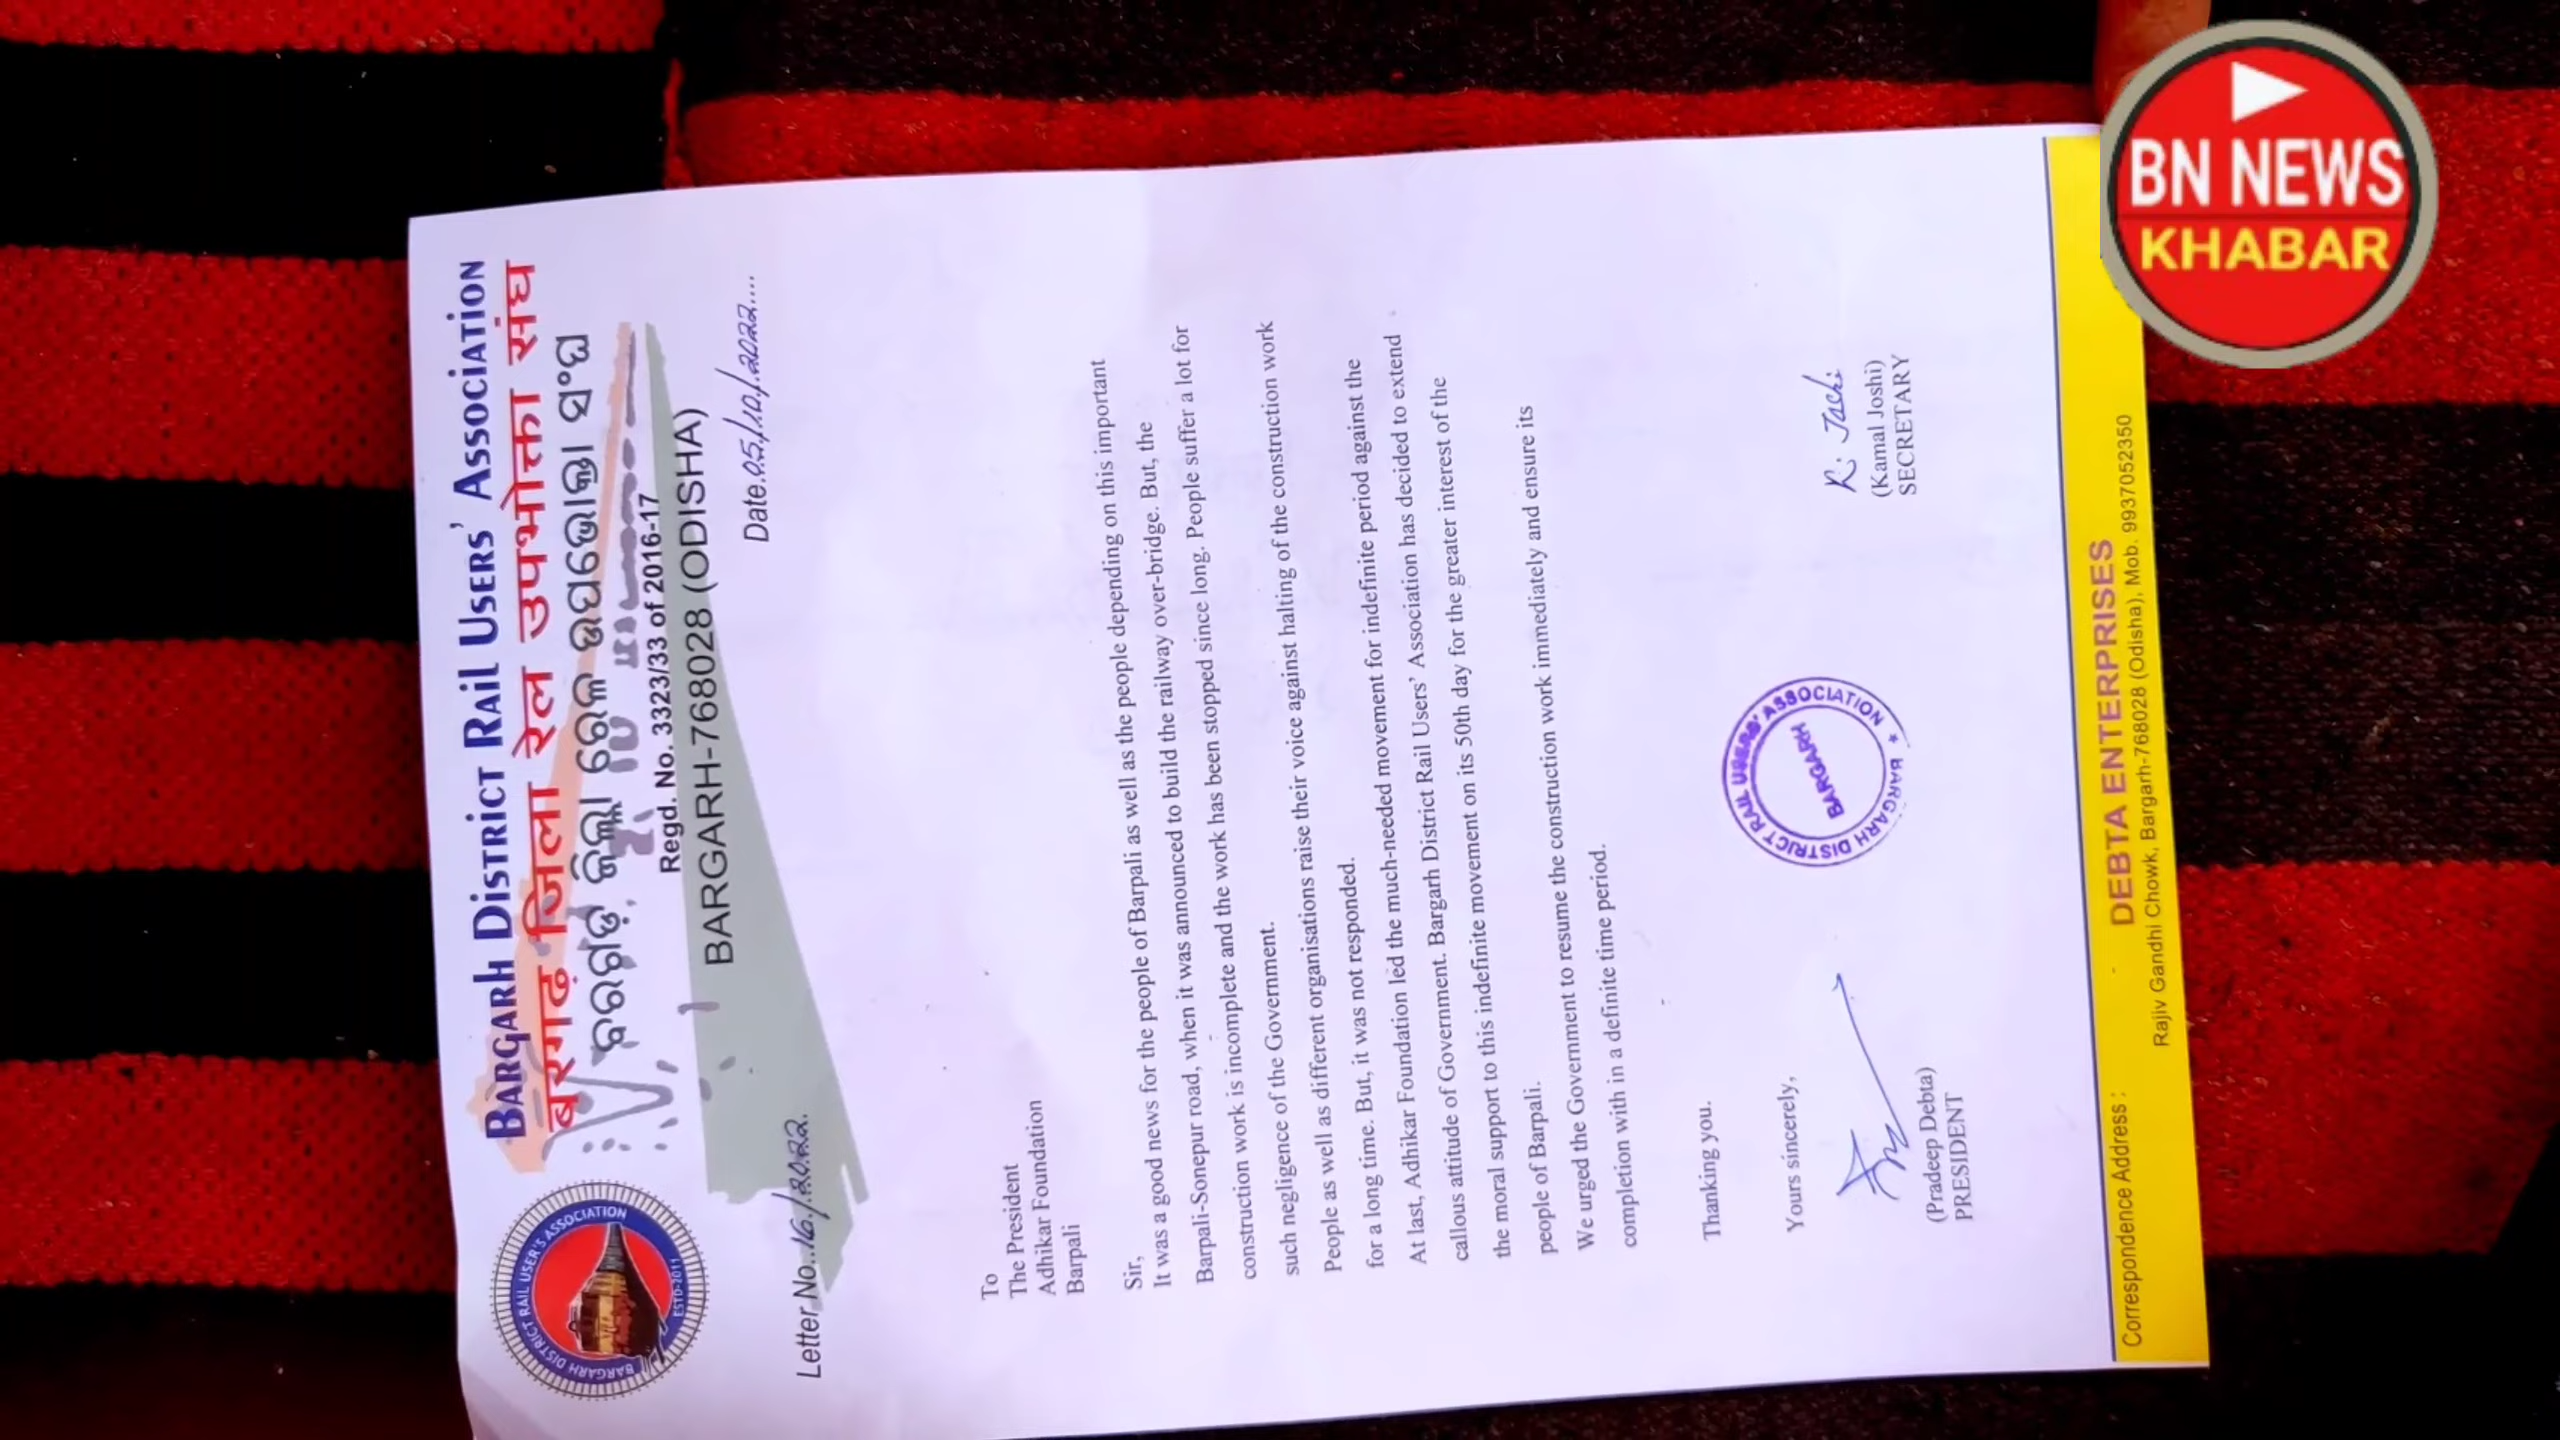 BARGARH DISTRICT RAIL USERS' ASSOCIATION
बरगढ़ जिला रेल उपभोक्ता संघ
ବରଗଡ଼ ଜିଲ୍ଲା ରେଳ ଉପଭୋକ୍ତା ସଂଘ
Regd. No. 3323/33 of 2016-17
BARGARH-768028 (ODISHA)
BARGARH DISTRICT RAIL USER'S ASSOCIATION
ESTD-2011
Letter No..16./2022.
Date.05./10./.2022....
To
The President
Adhikar Foundation
Barpali
Sir,
It was a good news for the people of Barpali as well as the people depending on this important
Barpali-Sonepur road, when it was announced to build the railway over-bridge. But, the
construction work is incomplete and the work has been stopped since long. People suffer a lot for
such negligence of the Government.
People as well as different organisations raise their voice against halting of the construction work
for a long time. But, it was not responded.
At last, Adhikar Foundation led the much-needed movement for indefinite period against the
callous attitude of Government. Bargarh District Rail Users' Association has decided to extend
the moral support to this indefinite movement on its 50th day for the greater interest of the
people of Barpali.
We urged the Government to resume the construction work immediately and ensure its
completion with in a definite time period.
Thanking you.
Yours sincerely,
(Pradeep Debta)
PRESIDENT
BARGARH DISTRICT RAIL USERS' ASSOCIATION ★
BARGARH
(Kamal Joshi)
SECRETARY
Correspondence Address :
DEBTA ENTERPRISES
Rajiv Gandhi Chowk, Bargarh-768028 (Odisha), Mob. 9937052350
BN NEWS
KHABAR